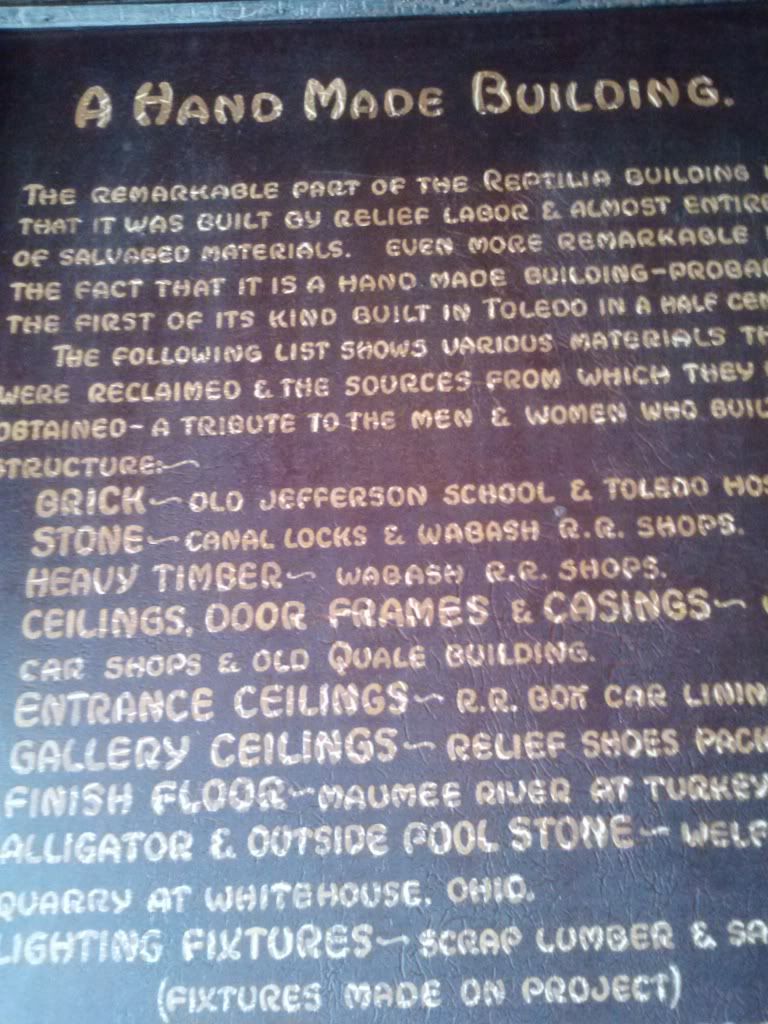 A HAND MADE BUILDING.
THE REMARKABLE PART OF THE REPTILIA BUILDING
THAT IT WAS BUILT BY RELIEF LABOR & ALMOST ENTIRE
OF SALVAGED MATERIALS. EVEN MORE REMARKABLE
THE FACT THAT IT IS A HAND MADE BUILDING-PROBA
THE FIRST OF ITS KIND BUILT IN TOLEDO IN A HALF CEN
THE FOLLOWING LIST SHOWS VARIOUS MATERIALS TH
WERE RECLAIMED & THE SOURCES FROM WHICH THEY
OBTAINED- A TRIBUTE TO THE MEN & WOMEN WHO BUIL
STRUCTURE:~
BRICK~OLD JEFFERSON SCHOOL & TOLEDO HOS
STONE~CANAL LOCKS & WABASH R.R. SHOPS.
HEAVY TIMBER~ WABASH R.R. SHOPS.
CEILINGS, DOOR FRAMES & CASINGS~
CAR SHOPS & OLD QUALE BUILDING.
ENTRANCE CEILINGS~ R.R. BOX CAR LININ
GALLERY CEILINGS~ RELIEF SHOES PACK
FINISH FLOOR~MAUMEE RIVER AT TURKEY
ALLIGATOR & OUTSIDE POOL STONE~ WELF
QUARRY AT WHITEHOUSE, OHIO.
LIGHTING FIXTURES~ SCRAP LUMBER & SA
(FIXTURES MADE ON PROJECT)